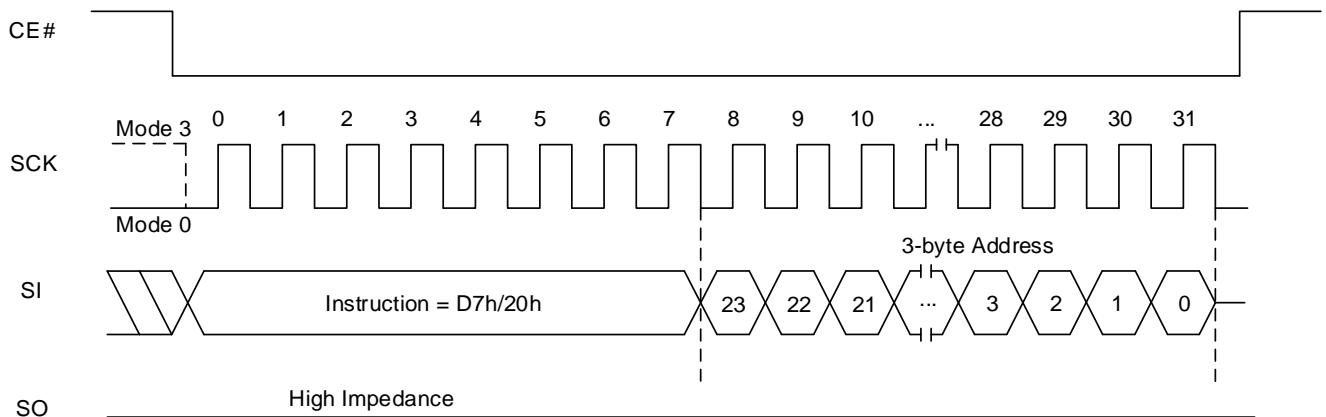 CE#
0 1 2 3 4 5 6 7 8 9 10 ... 28 29 30 31
Mode 3
SCK
Mode 0
3-byte Address
SI
Instruction = D7h/20h 23 22 21 ... 3 2 1 0
High Impedance
SO